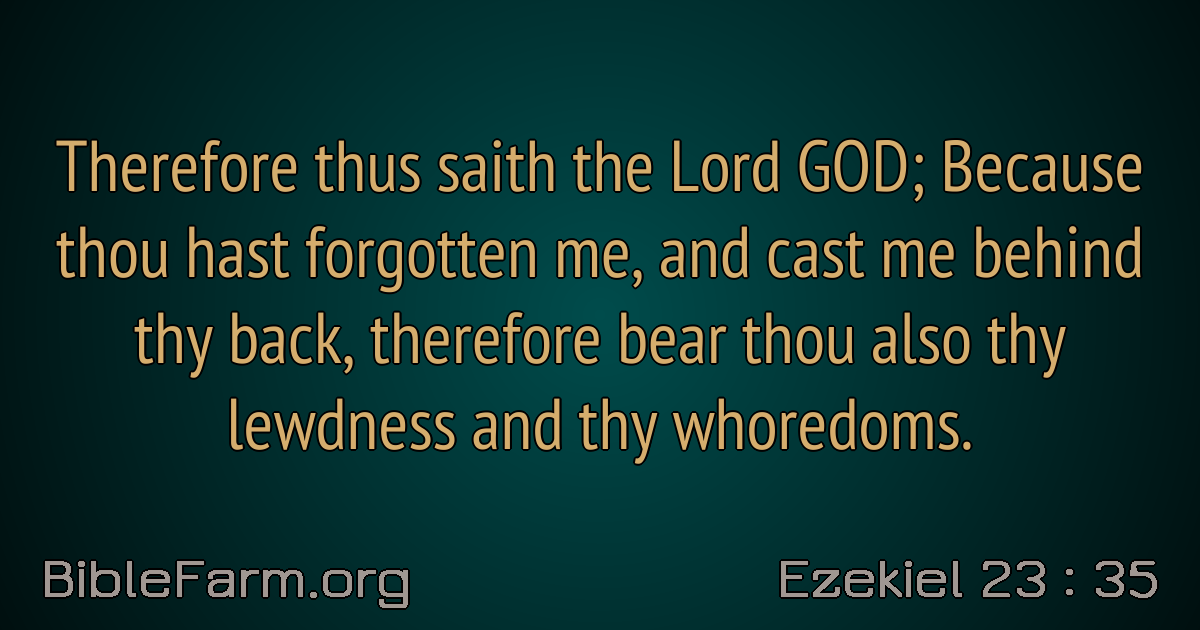 Therefore thus saith the Lord GOD; Because
thou hast forgotten me, and cast me behind
thy back, therefore bear thou also thy
lewdness and thy whoredoms.
BibleFarm.org
Ezekiel 23 : 35